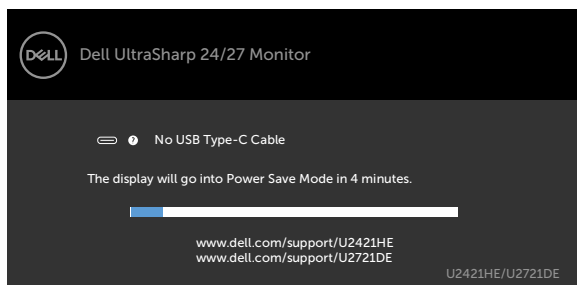 DELL
Dell UltraSharp 24/27 Monitor
? No USB Type-C Cable
The display will go into Power Save Mode in 4 minutes.
www.dell.com/support/U2421HE
www.dell.com/support/U2721DE
U2421HE/U2721DE